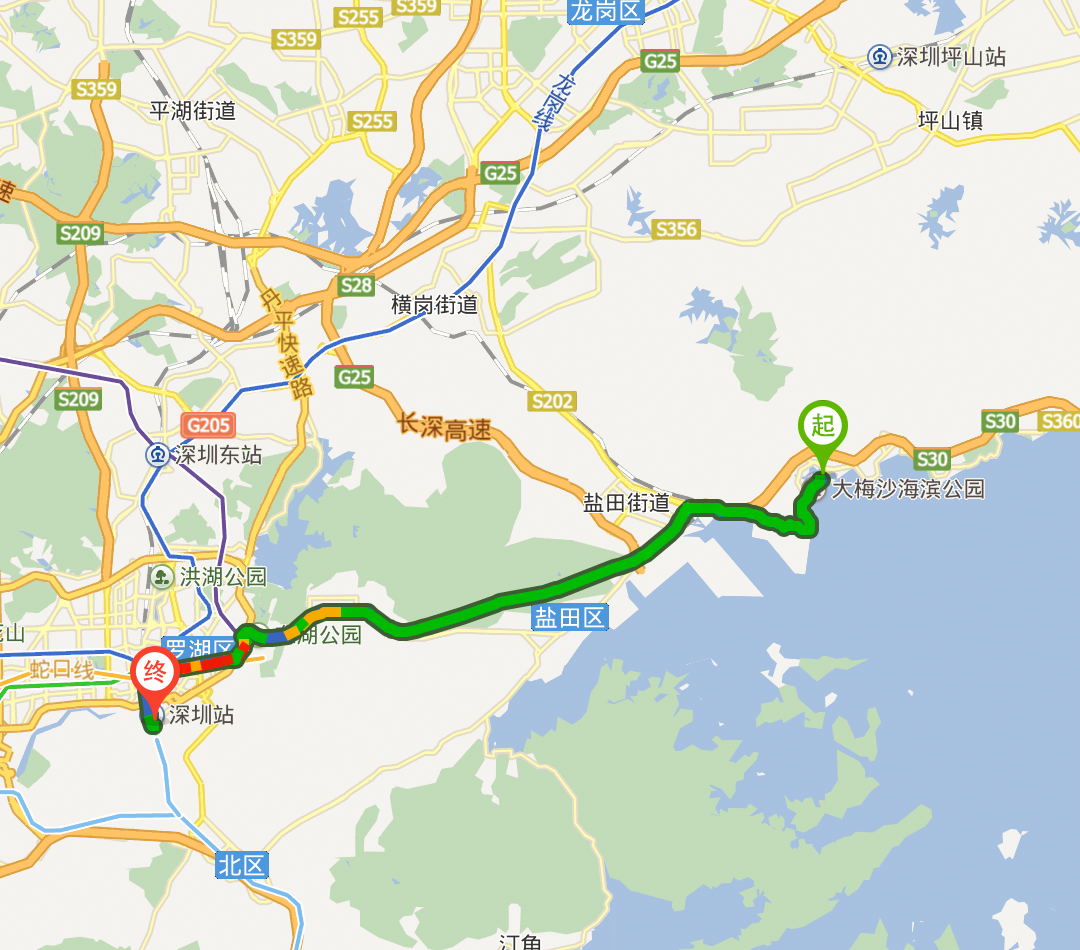 S255
S359
龙岗区
S359
G25
深圳坪山站
S359
龙岗线
平湖街道
S255
坪山镇
G25
速
S209
S356
S28
丹平快速路
横岗街道
G25
S209
S202
G205
长深高速
起
S30
S360
深圳东站
S30
大梅沙海滨公园
盐田街道
洪湖公园
盐田区
湖公园
山
罗湖区
蛇口线
终
深圳站
北区
汀角